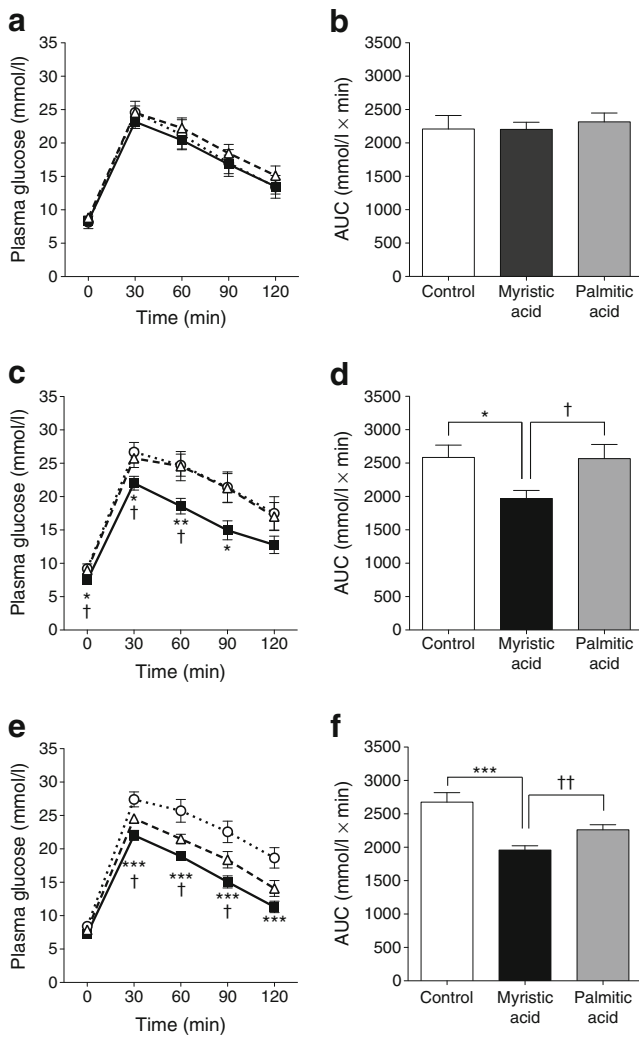 a
Plasma glucose (mmol/l)
35
30
25
20
15
10
5
0
0 30 60 90 120
Time (min)
b
AUC (mmol/l × min)
3500
3000
2500
2000
1500
1000
500
0
Control Myristic acid Palmitic acid
c
Plasma glucose (mmol/l)
35
30
25
20
15
10
5
0
* ** *
† † †
*
†
0 30 60 90 120
Time (min)
d
AUC (mmol/l × min)
3500
3000
2500
2000
1500
1000
500
0
* †
Control Myristic acid Palmitic acid
e
Plasma glucose (mmol/l)
35
30
25
20
15
10
5
0
*** *** *** ***
† † †
0 30 60 90 120
Time (min)
f
AUC (mmol/l × min)
3500
3000
2500
2000
1500
1000
500
0
*** ††
Control Myristic acid Palmitic acid